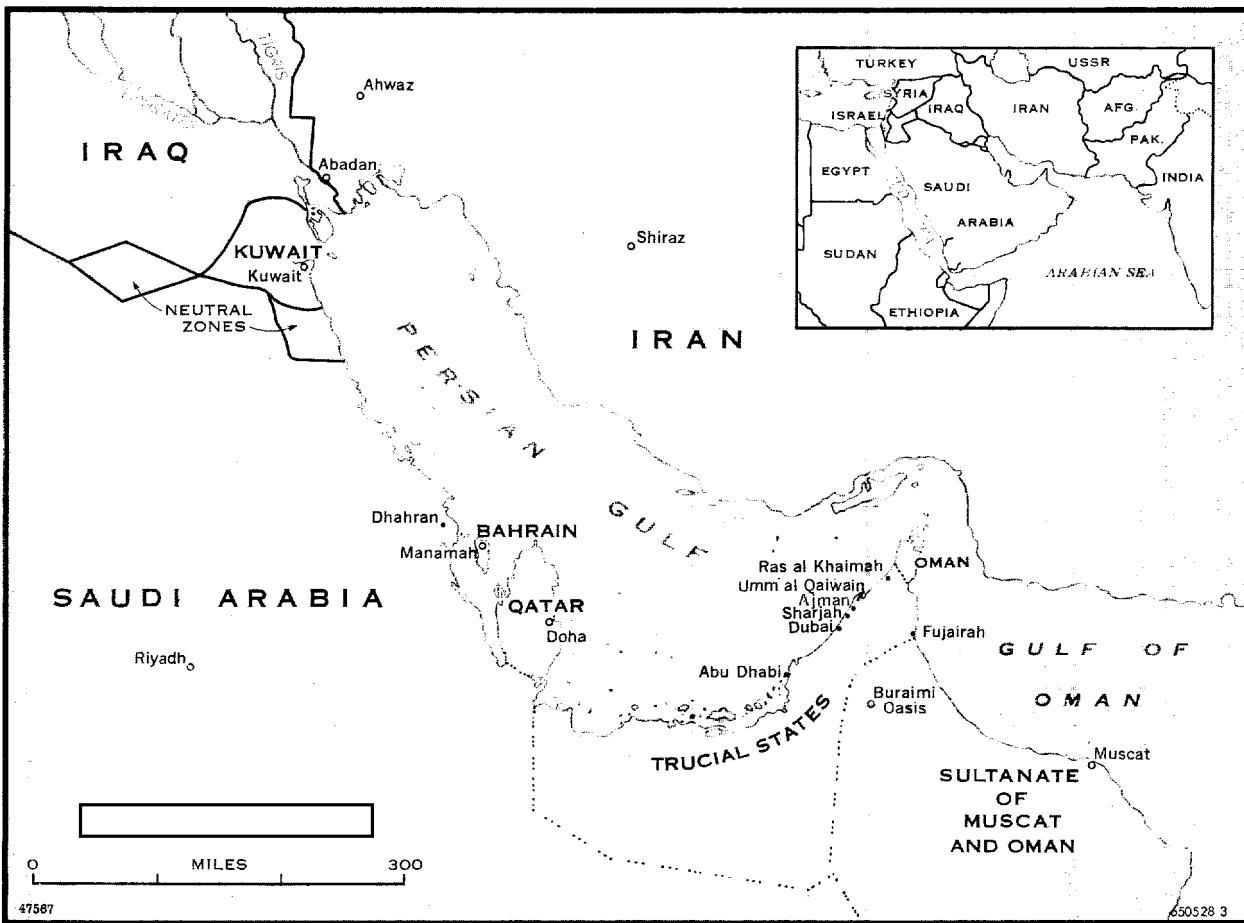 TIGRIS
Ahwaz
IRAQ
Abadan
KUWAIT
Kuwait
NEUTRAL
ZONES
Shiraz
IRAN
PERSIAN
GULF
Dhahran
BAHRAIN
Manamah
QATAR
Doha
SAUDI ARABIA
Riyadh
Ras al Khaimah
Umm al Qaiwain
Ajman
Sharjah
Dubai
OMAN
Fujairah
Abu Dhabi
Buraimi
Oasis
TRUCIAL STATES
GULF OF
OMAN
Muscat
SULTANATE
OF
MUSCAT
AND OMAN
0 MILES 300
47567
650528 3
TURKEY
USSR
SYRIA
IRAQ
IRAN
AFG.
ISRAEL
PAK.
EGYPT
INDIA
SAUDI
ARABIA
SUDAN
ARABIAN SEA
ETHIOPIA